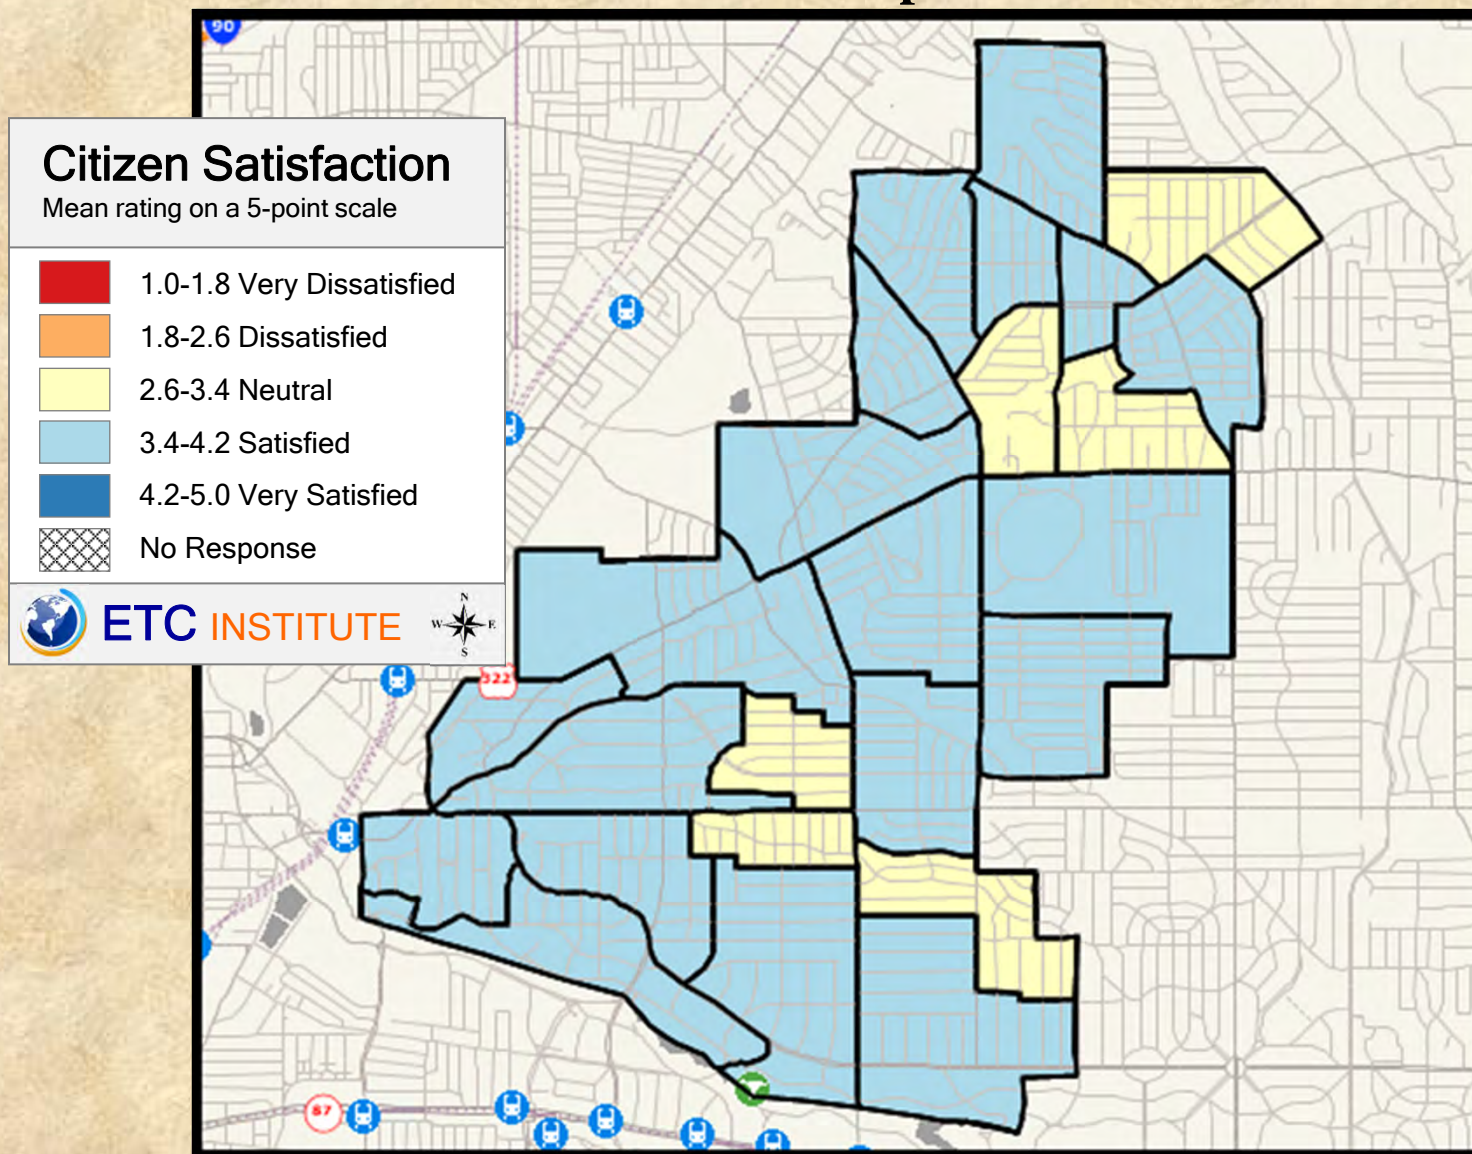 90
Citizen Satisfaction
Mean rating on a 5-point scale
1.0-1.8 Very Dissatisfied
1.8-2.6 Dissatisfied
2.6-3.4 Neutral
3.4-4.2 Satisfied
4.2-5.0 Very Satisfied
No Response
ETC INSTITUTE
N
W E
S
322
87